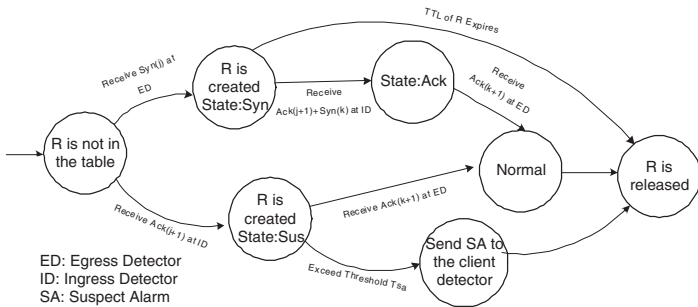 TTL of R Expires
Receive Syn(j) at
ED
R is
created
State:Syn
Receive
Ack(j+1)+Syn(k) at ID
State:Ack
Receive
Ack(k+1) at ED
R is not in
the table
Normal
R is
released
Receive Ack(j+1) at ID
R is
created
State:Sus
Receive Ack(k+1) at ED
Exceed Threshold Tsa
Send SA to
the client
detector
ED: Egress Detector
ID: Ingress Detector
SA: Suspect Alarm